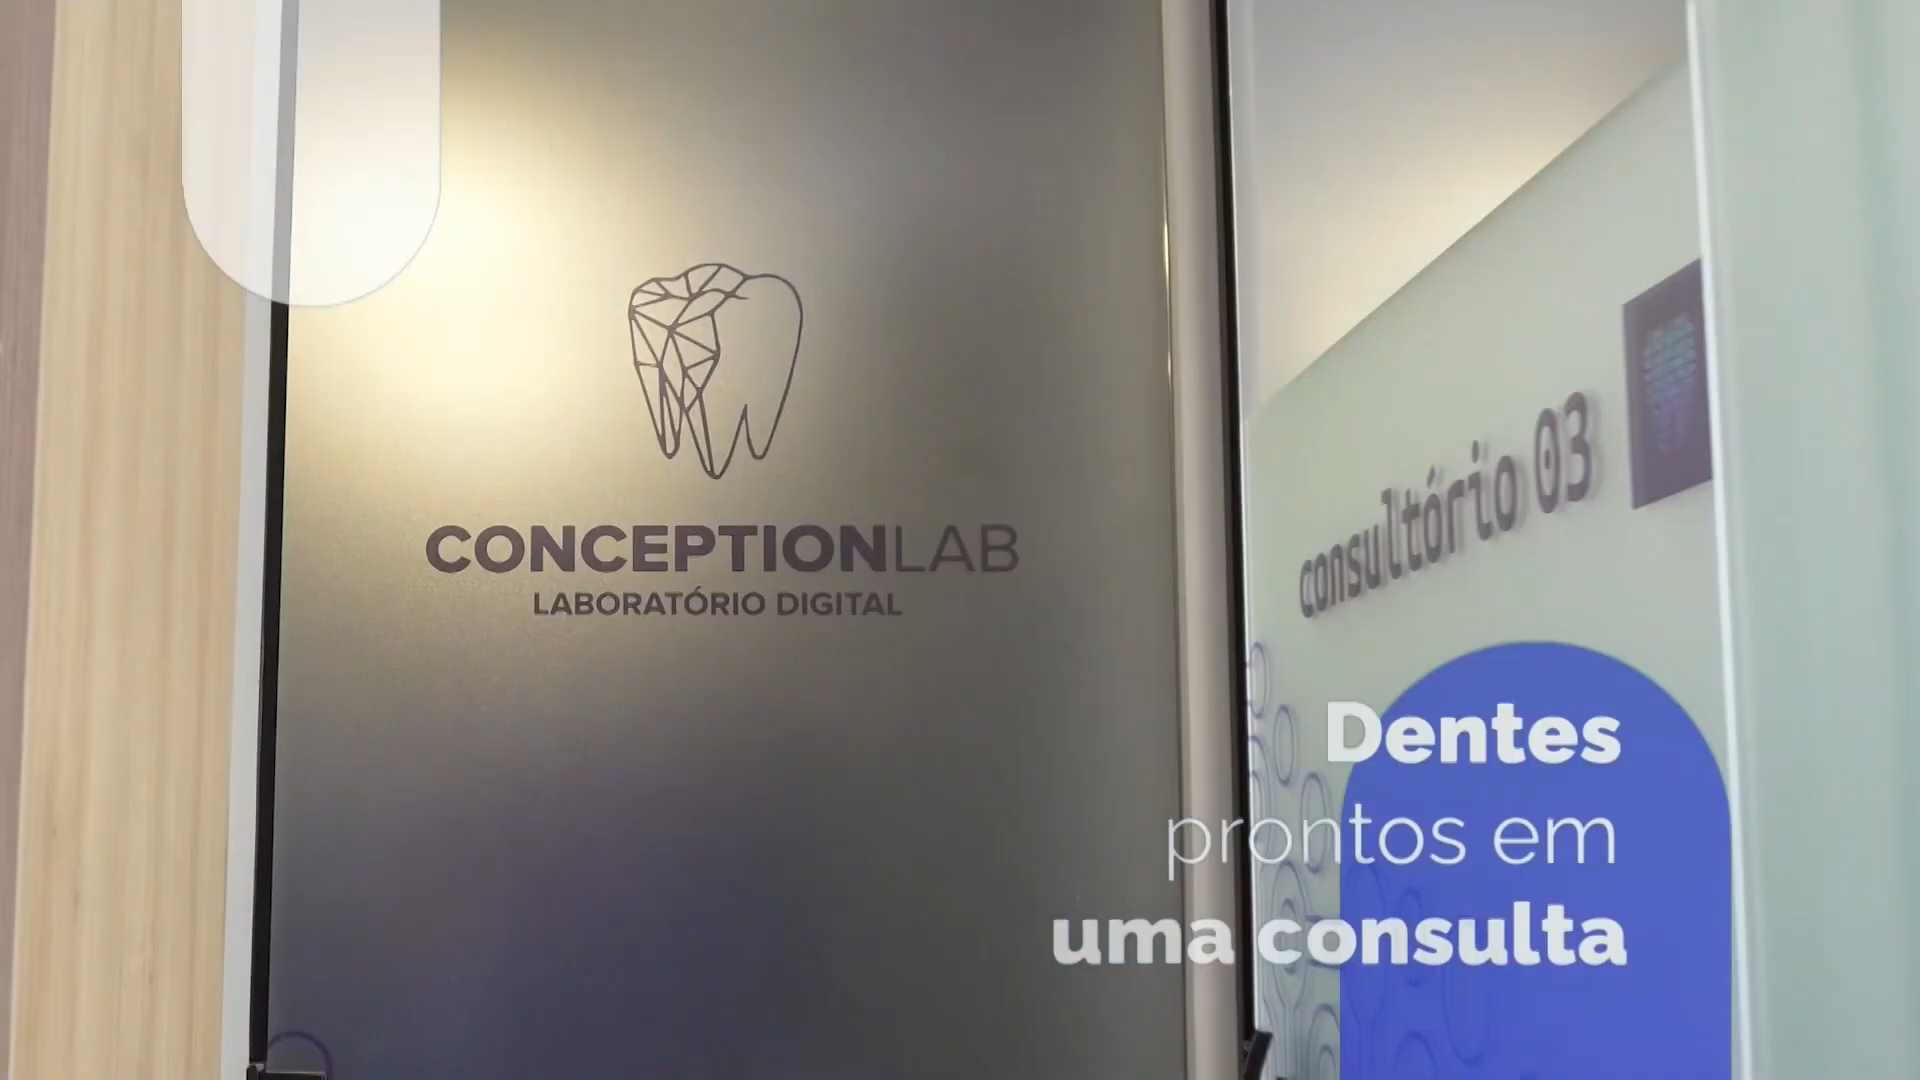 CONCEPTIONLAB
LABORATÓRIO DIGITAL
consultório 03
Dentes
prontos em
uma consulta